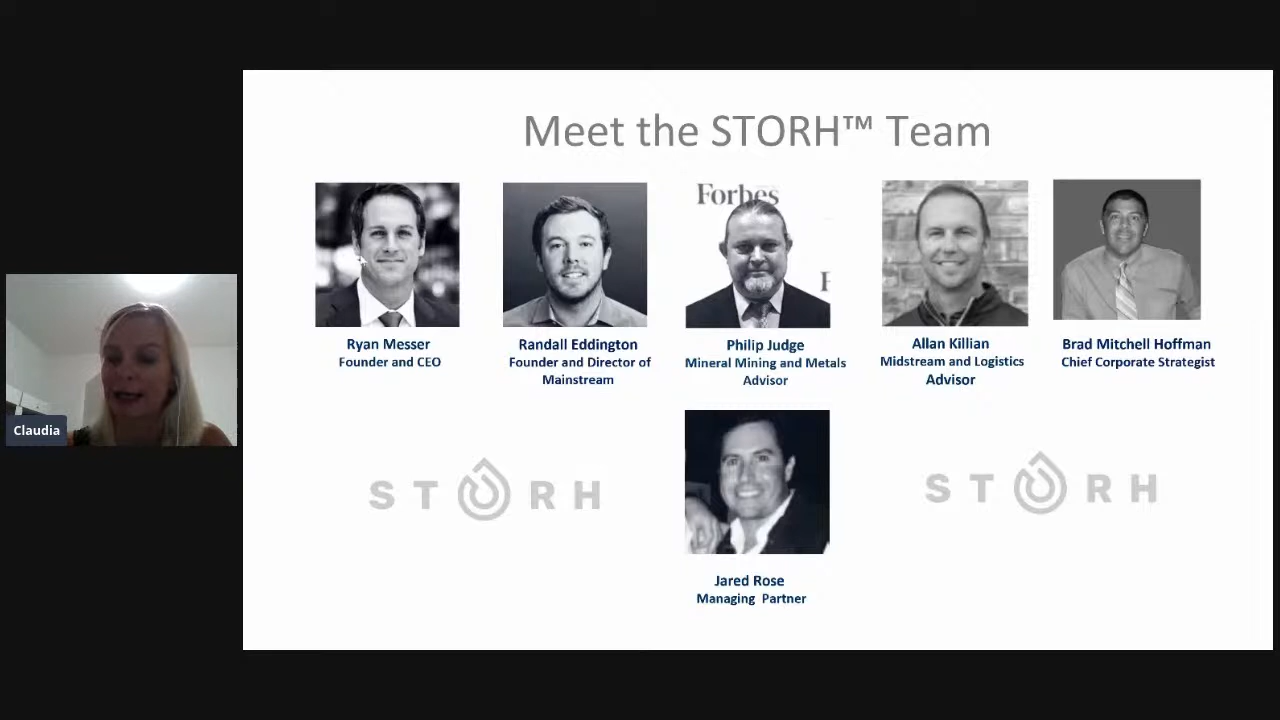 Meet the STORH™ Team
Forbes
F
Ryan Messer
Founder and CEO
Randall Eddington
Founder and Director of
Mainstream
Philip Judge
Mineral Mining and Metals
Advisor
Allan Killian
Midstream and Logistics
Advisor
Brad Mitchell Hoffman
Chief Corporate Strategist
Claudia
STORH
STORH
Jared Rose
Managing Partner